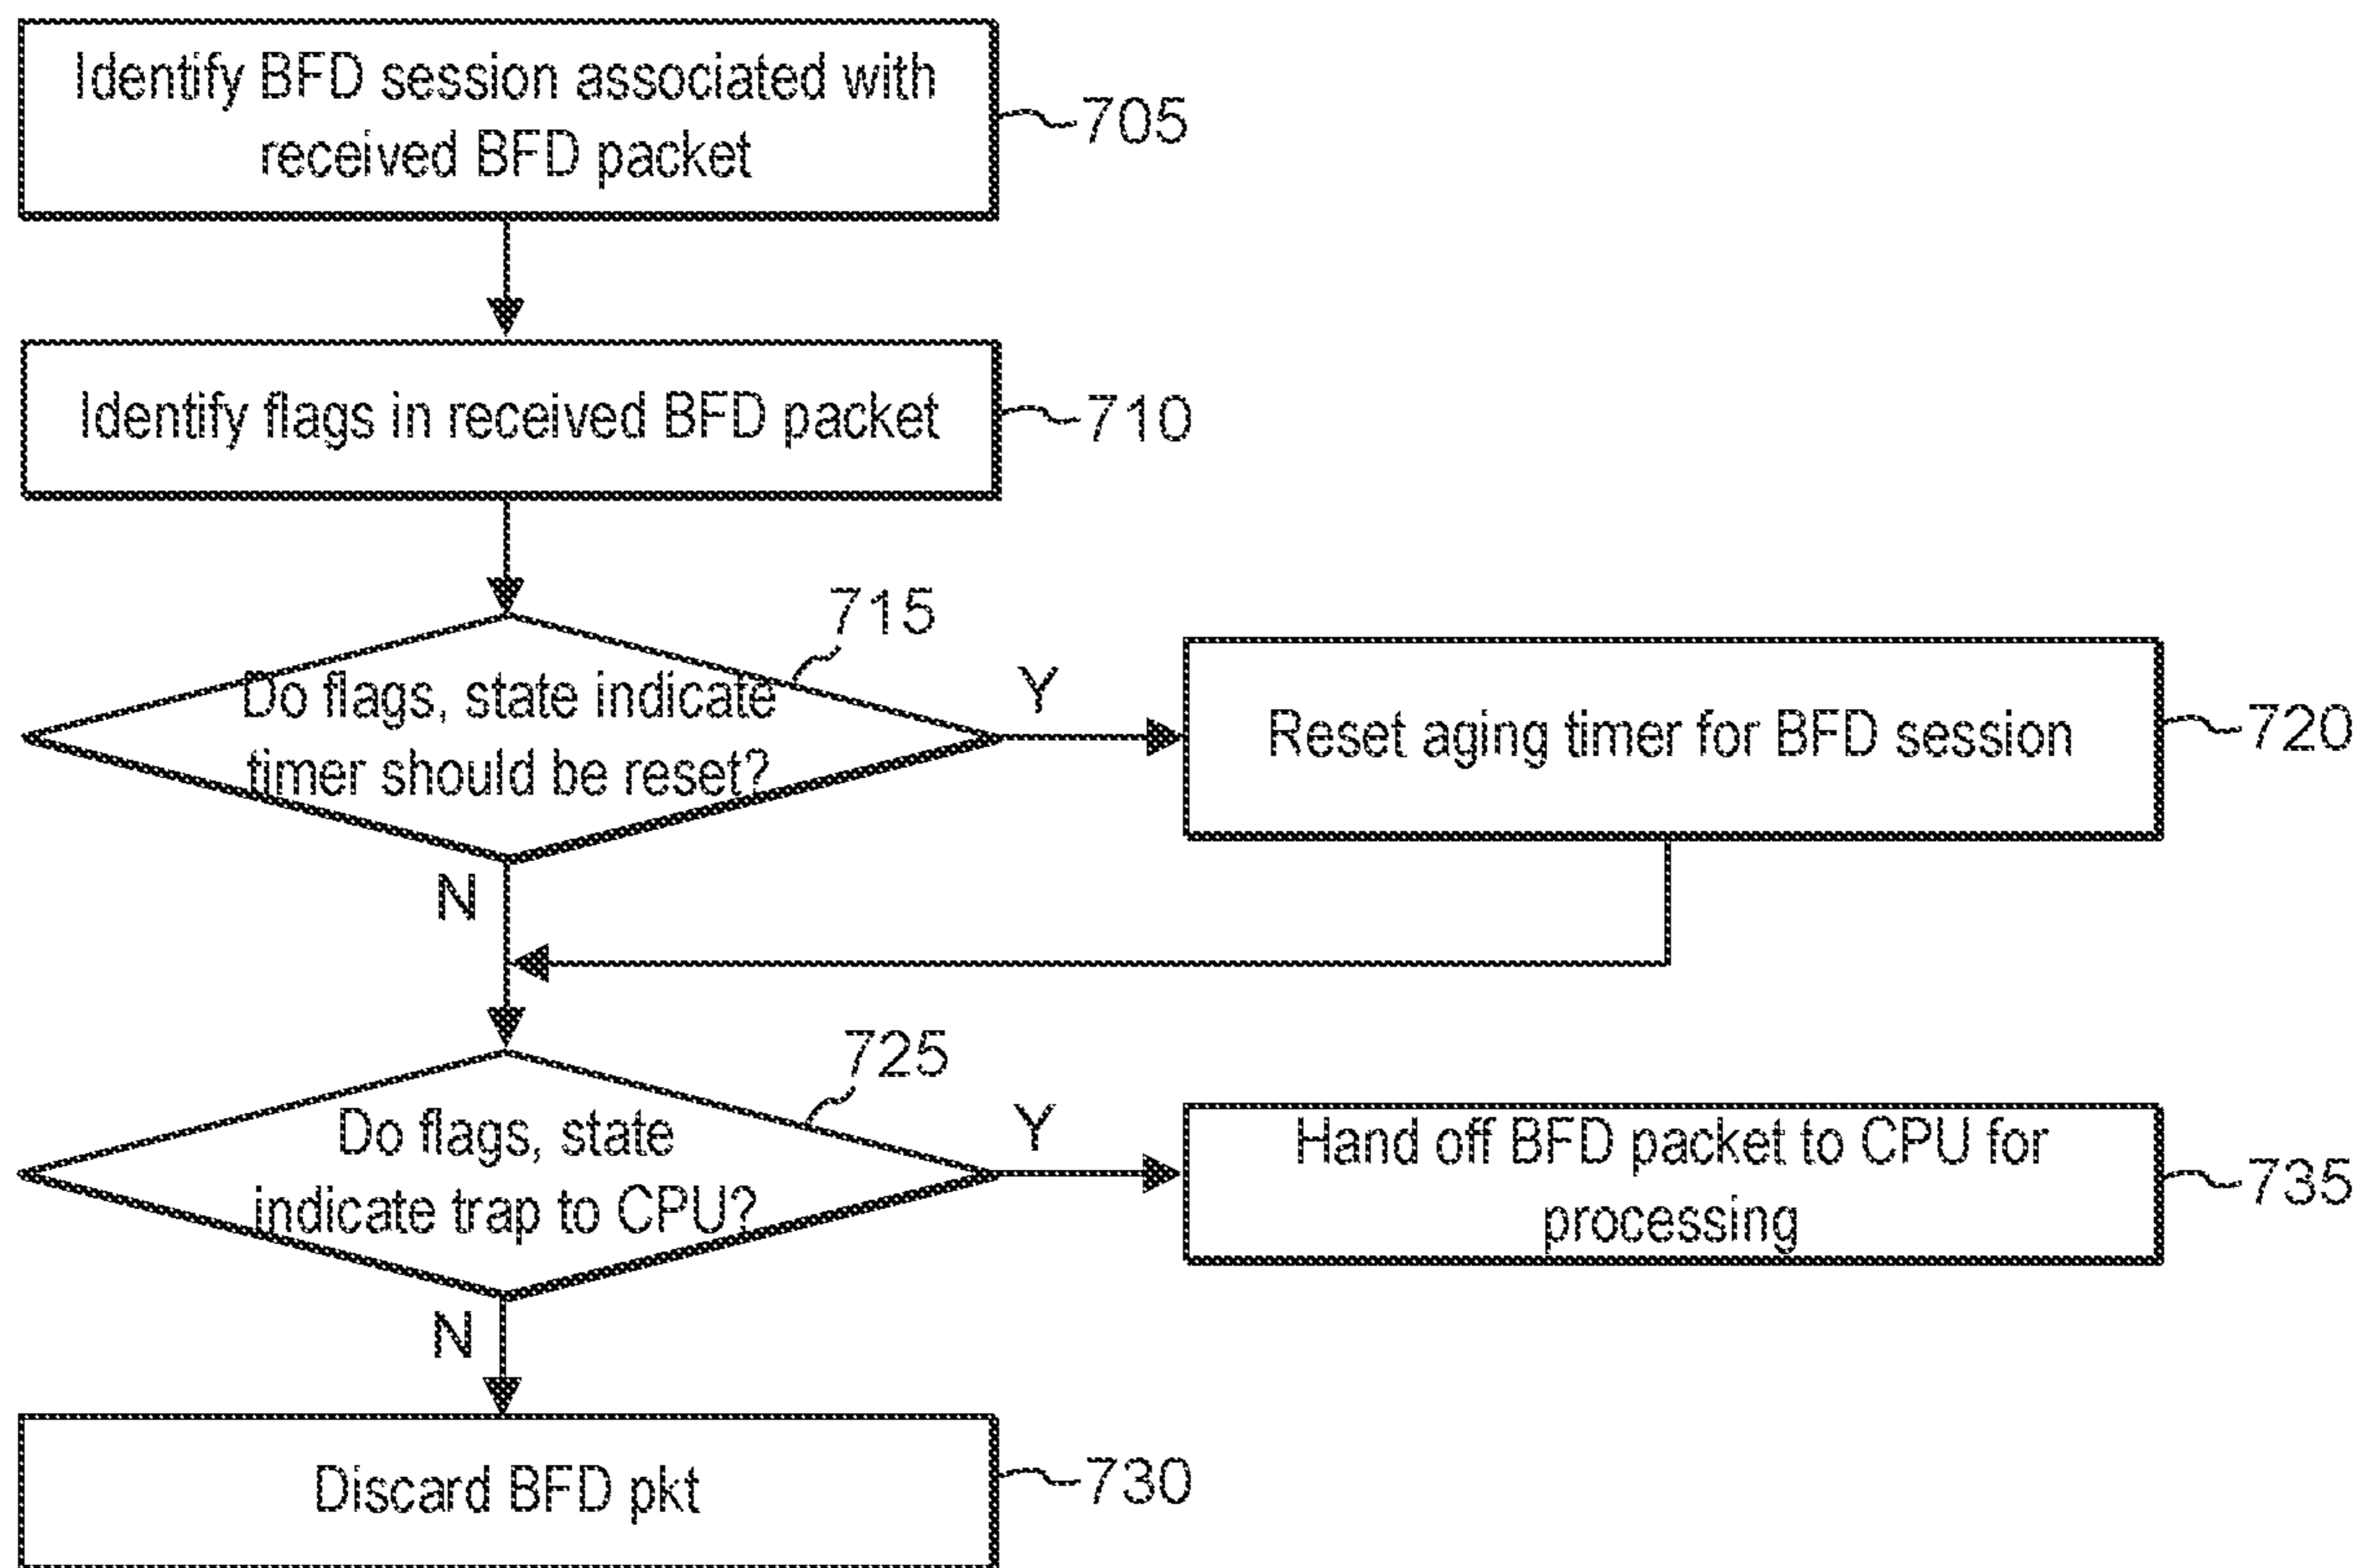 Identify BFD session associated with
received BFD packet
705
Identify flags in received BFD packet
710
715
Do flags, state indicate
timer should be reset?
Y
Reset aging timer for BFD session
720
N
725
Do flags, state
indicate trap to CPU?
Y
Hand off BFD packet to CPU for
processing
735
N
Discard BFD pkt
730